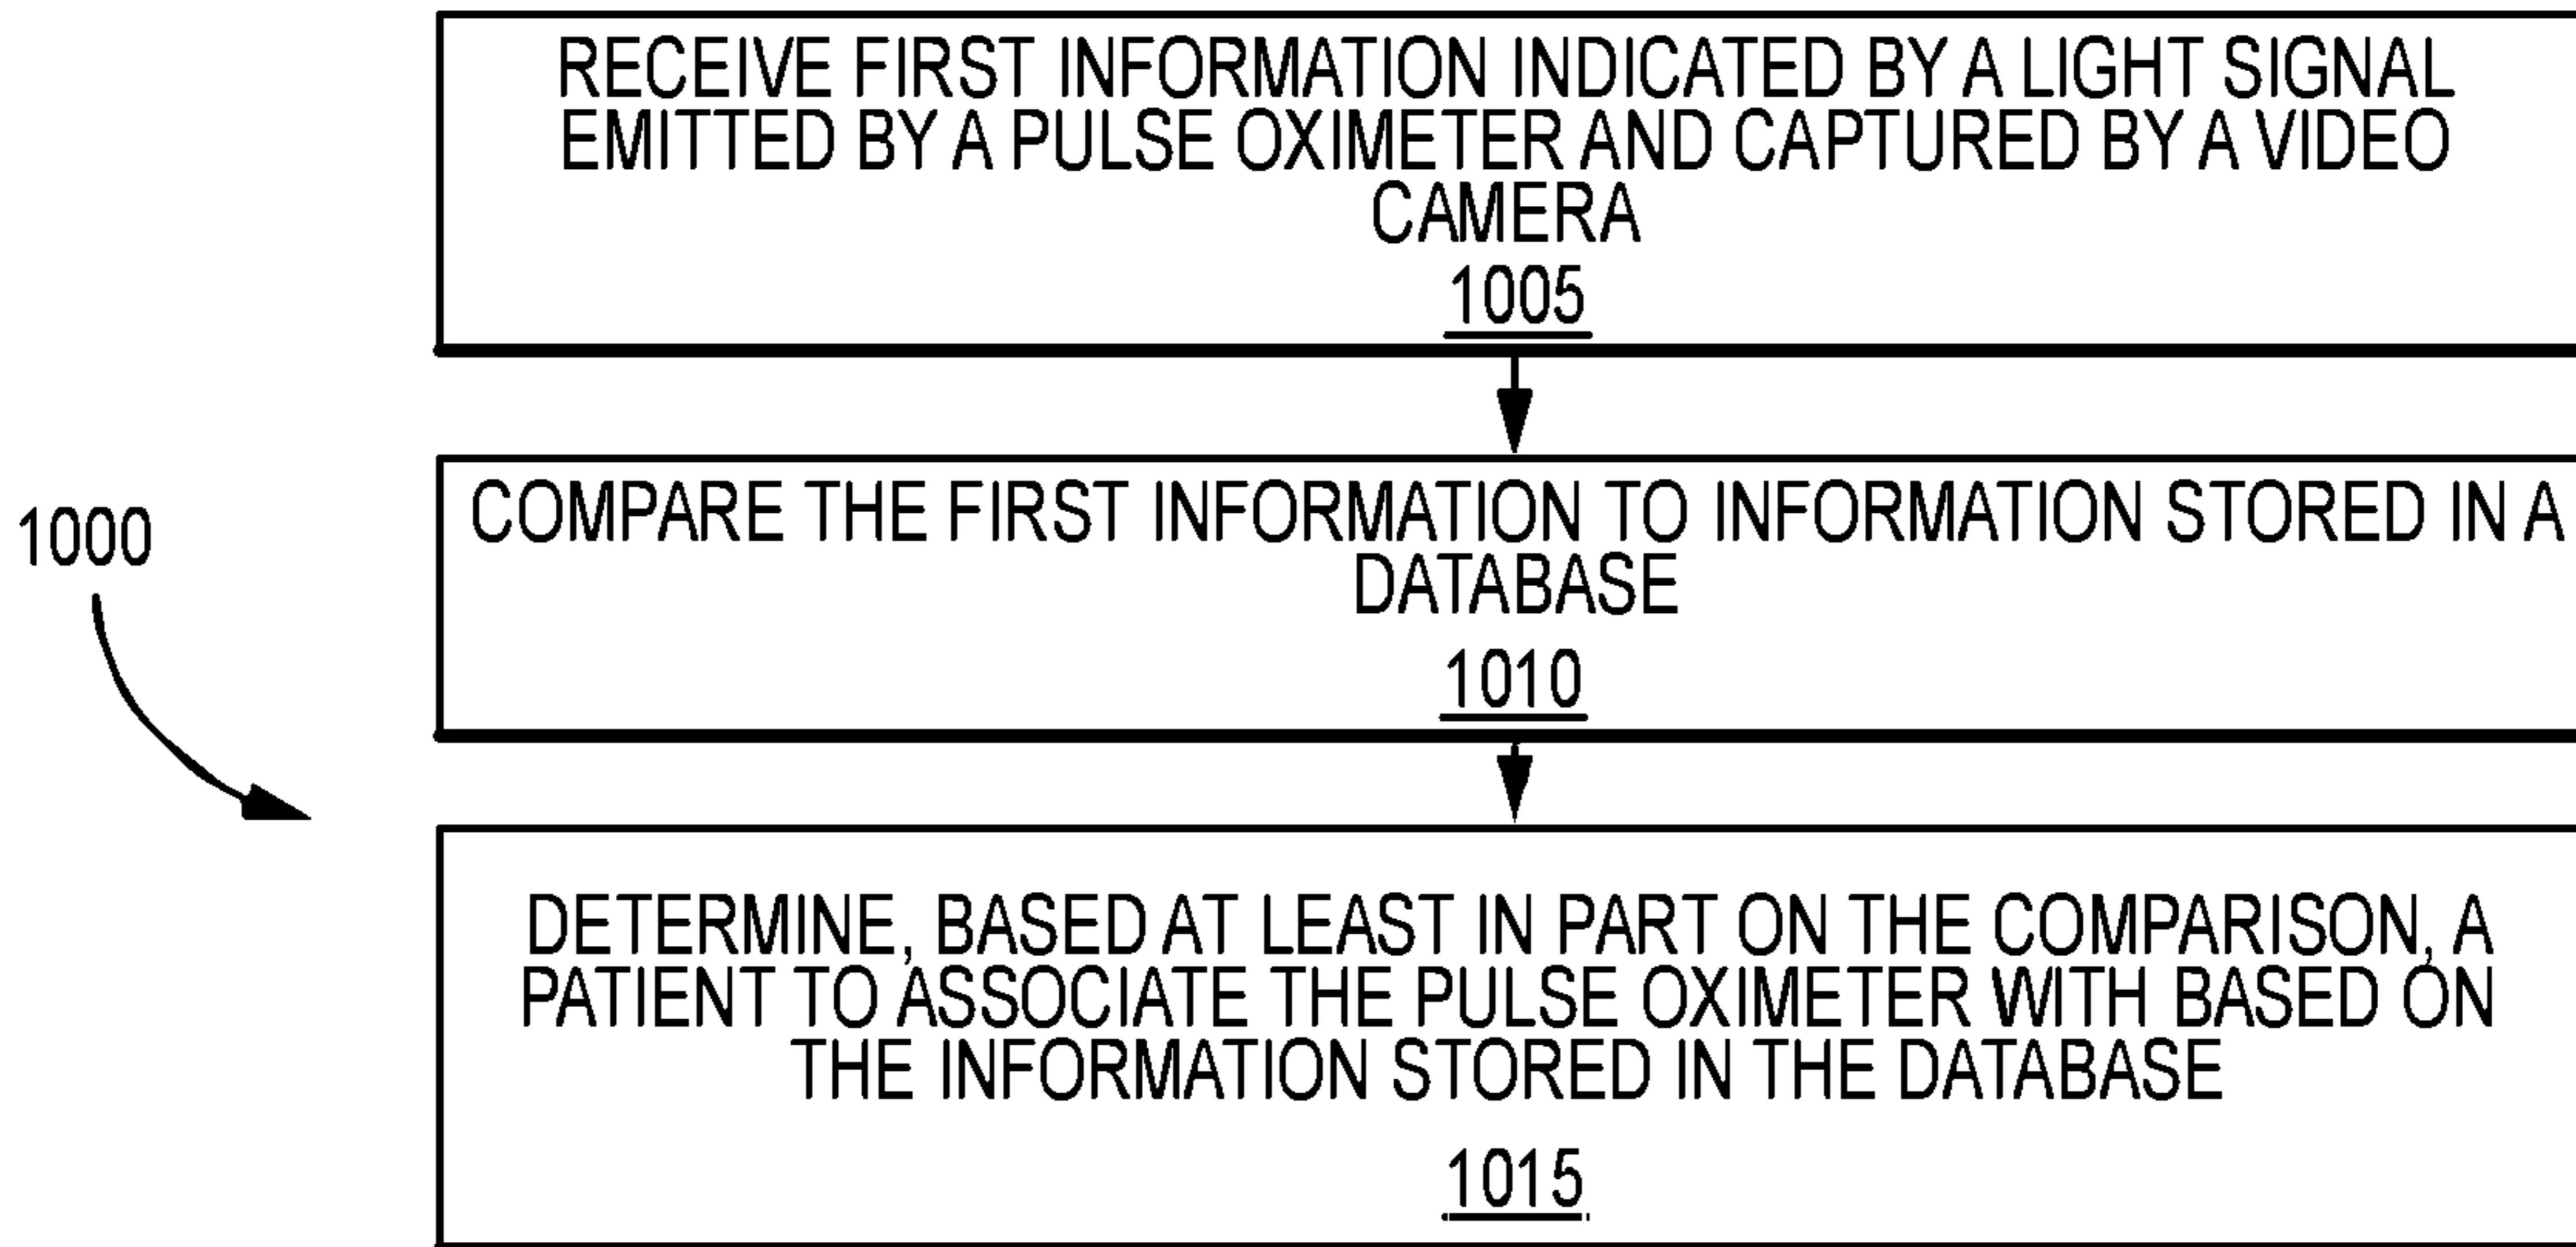 RECEIVE FIRST INFORMATION INDICATED BY A LIGHT SIGNAL
EMITTED BY A PULSE OXIMETER AND CAPTURED BY A VIDEO
CAMERA
1005
COMPARE THE FIRST INFORMATION TO INFORMATION STORED IN A
DATABASE
1010
1000
DETERMINE, BASED AT LEAST IN PART ON THE COMPARISON, A
PATIENT TO ASSOCIATE THE PULSE OXIMETER WITH BASED ON
THE INFORMATION STORED IN THE DATABASE
1015